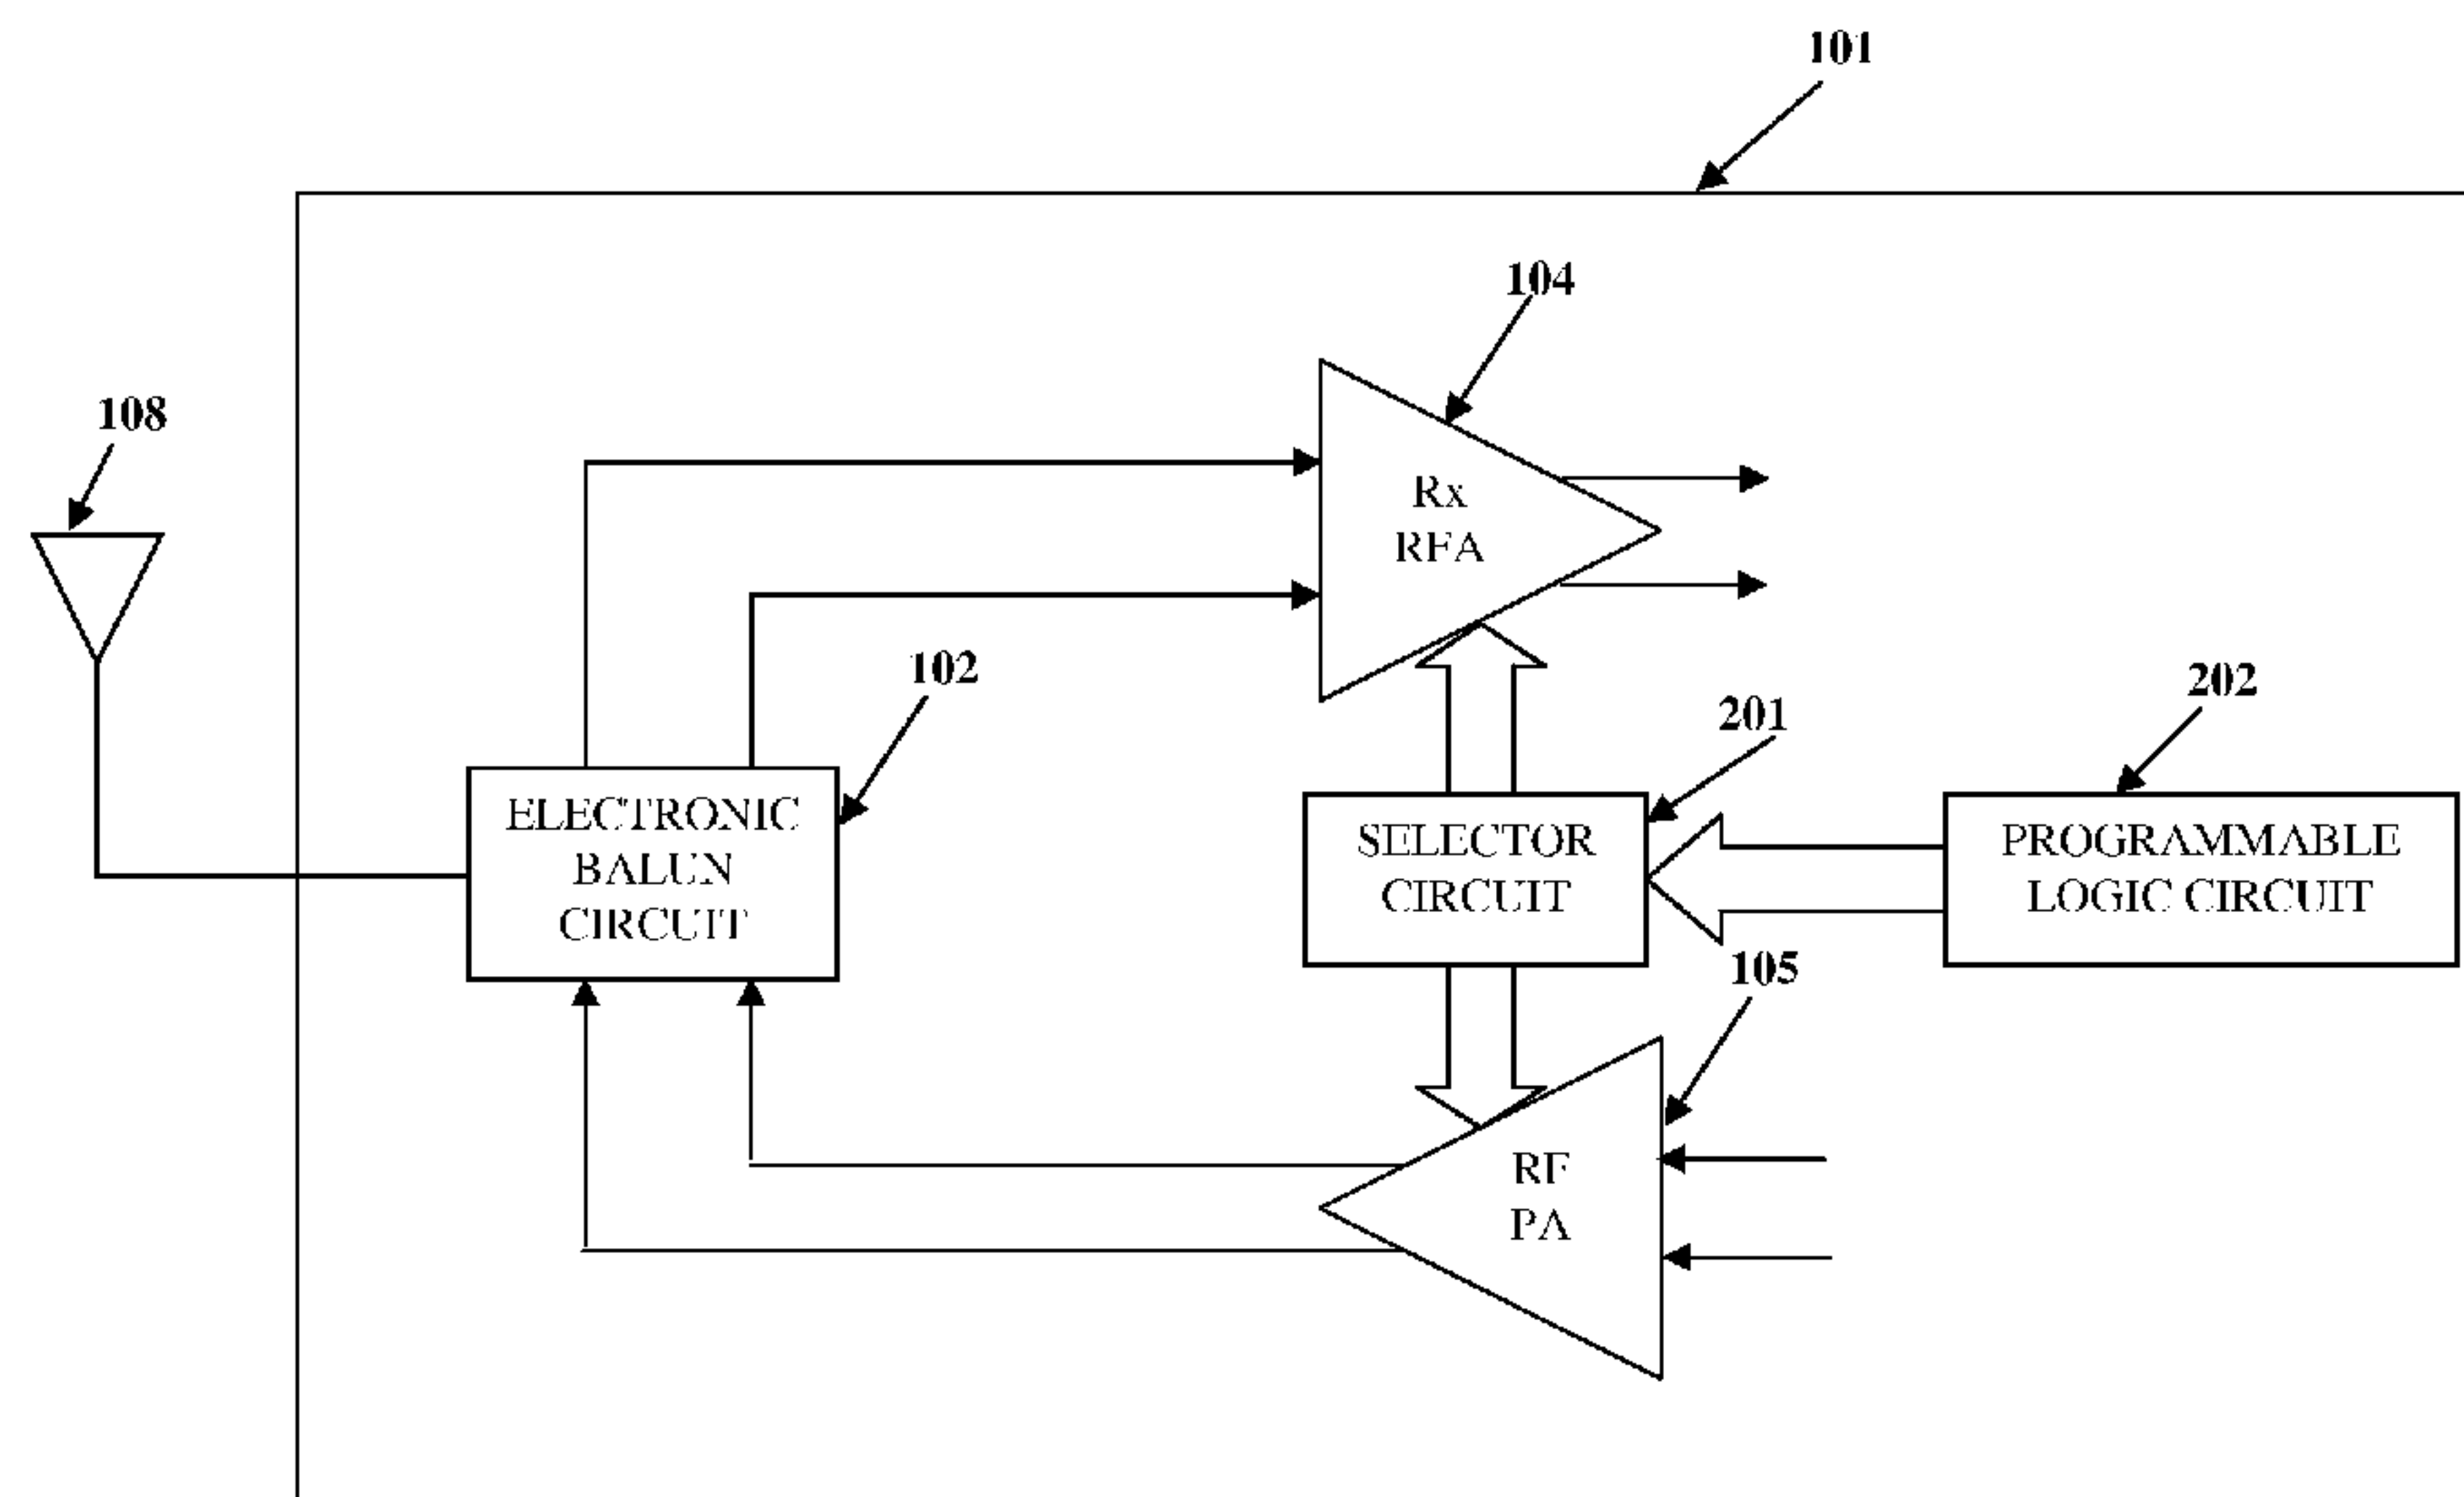 101
104
108
Rx
RFA
102
202
201
ELECTRONIC
BALUN
CIRCUIT
SELECTOR
CIRCUIT
PROGRAMMABLE
LOGIC CIRCUIT
105
RF
PA